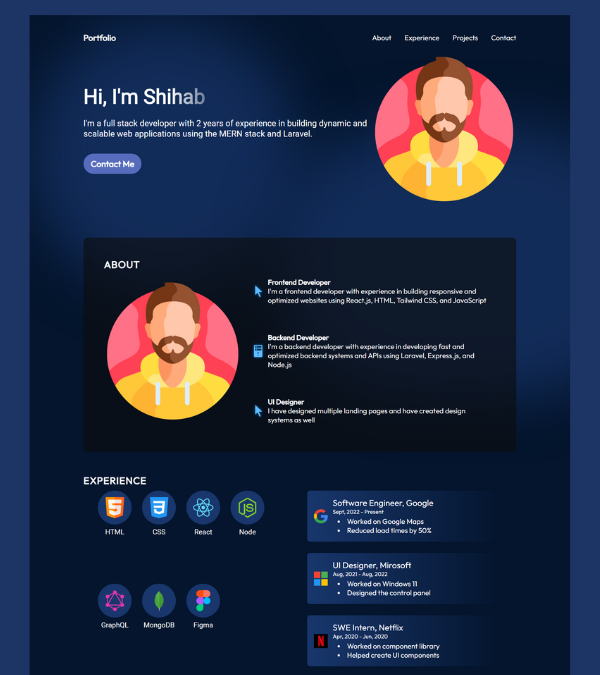 Portfolio
About Experience Projects Contact
Hi, I'm Shihab
I'm a full stack developer with 2 years of experience in building dynamic and
scalable web applications using the MERN stack and Laravel.
Contact Me
ABOUT
Frontend Developer
I'm a frontend developer with experience in building responsive and
optimized websites using React.js, HTML, Tailwind CSS, and JavaScript
Backend Developer
I'm a backend developer with experience in developing fast and
optimized backend systems and APIs using Laravel, Express.js, and
Node.js
UI Designer
I have designed multiple landing pages and have created design
systems as well
EXPERIENCE
HTML CSS React Node
GraphQL MongoDB Figma
Software Engineer, Google
Sept, 2022 - Present
• Worked on Google Maps
• Reduced load times by 50%
UI Designer, Mirosoft
Aug, 2021 - Aug, 2022
• Worked on Windows 11
• Designed the control panel
SWE Intern, Netflix
Apr, 2020 - Jun, 2020
• Worked on component library
• Helped create UI components